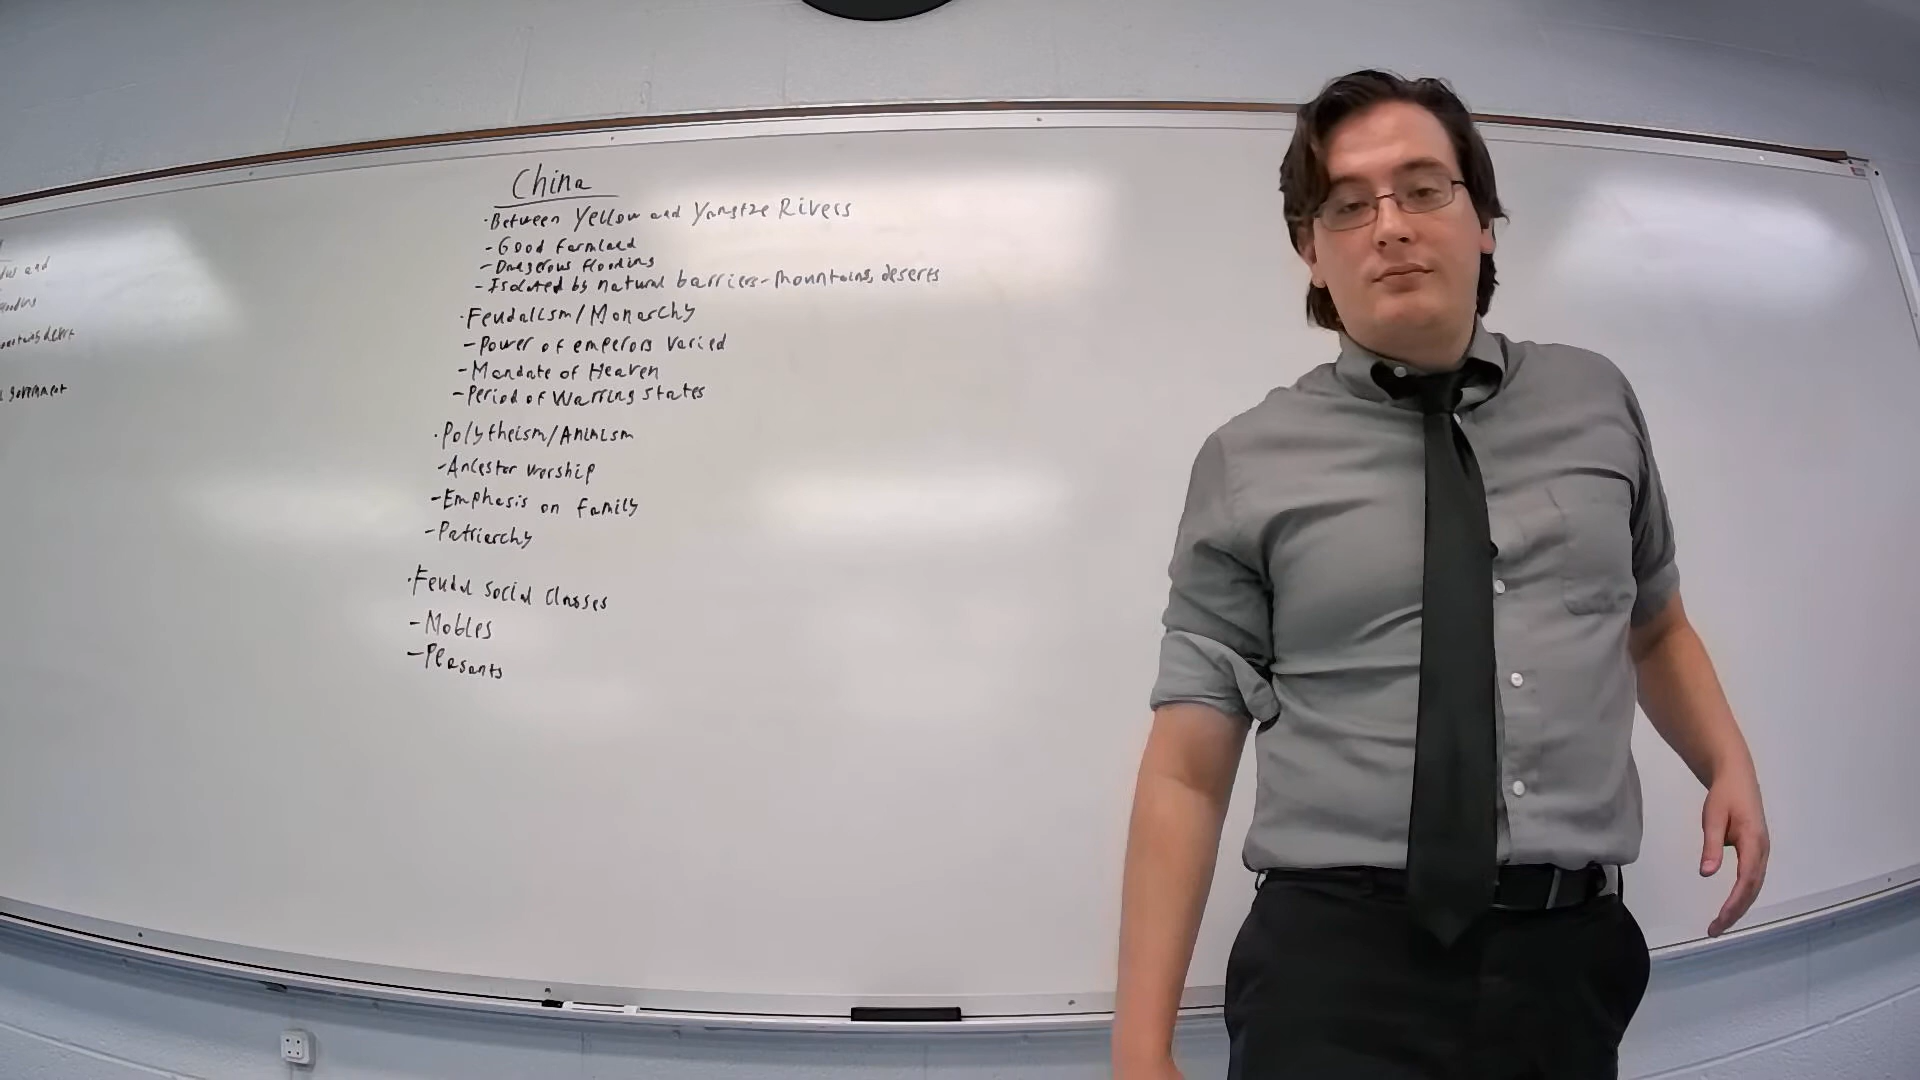 China
·Between Yellow and Yangtze Rivers
-Good farmland
-Dangerous flooding
-Isolated by natural barriers-mountains, deserts
·Feudalism/Monarchy
-Power of emperors varied
-Mandate of Heaven
-Period of Warring States
·Polytheism/Animism
-Ancestor worship
-Emphasis on family
-Patriarchy
·Feudal social classes
-Nobles
-Peasants
and
government